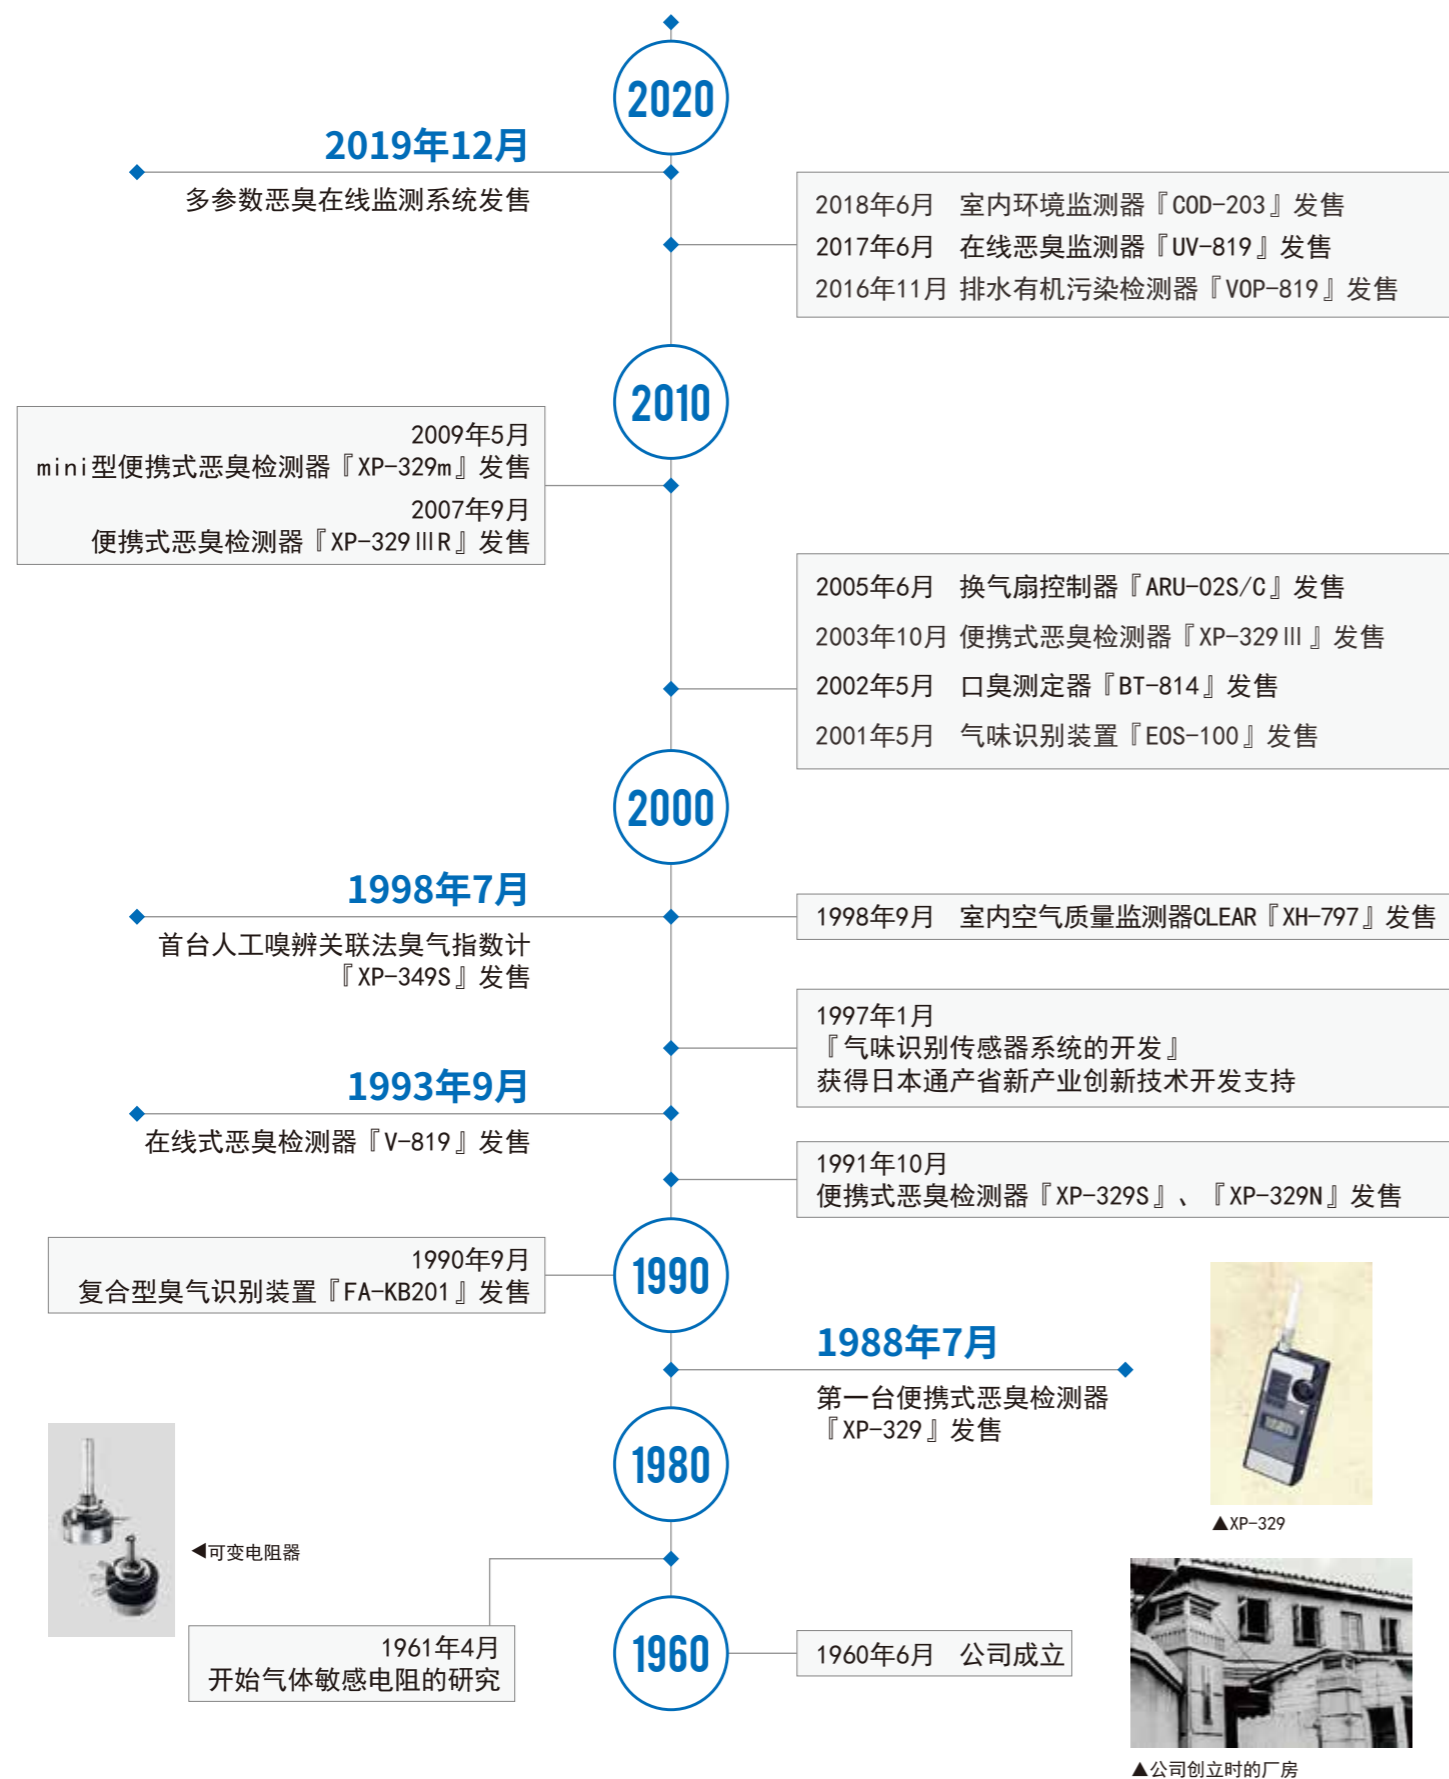 2020
2019年12月
多参数恶臭在线监测系统发售
2018年6月 室内环境监测器『COD-203』发售
2017年6月 在线恶臭监测器『UV-819』发售
2016年11月 排水有机污染检测器『VOP-819』发售
2010
2009年5月
mini型便携式恶臭检测器『XP-329m』发售
2007年9月
便携式恶臭检测器『XP-329ⅢR』发售
2005年6月 换气扇控制器『ARU-02S/C』发售
2003年10月 便携式恶臭检测器『XP-329Ⅲ』发售
2002年5月 口臭测定器『BT-814』发售
2001年5月 气味识别装置『EOS-100』发售
2000
1998年7月
首台人工嗅辨关联法臭气指数计
『XP-349S』发售
1998年9月 室内空气质量监测器CLEAR『XH-797』发售
1997年1月
『气味识别传感器系统的开发』
获得日本通产省新产业创新技术开发支持
1993年9月
在线式恶臭检测器『V-819』发售
1991年10月
便携式恶臭检测器『XP-329S』、『XP-329N』发售
1990年9月
复合型臭气识别装置『FA-KB201』发售
1990
1988年7月
第一台便携式恶臭检测器
『XP-329』发售
▲XP-329
1980
◀可变电阻器
1961年4月
开始气体敏感电阻的研究
1960
1960年6月 公司成立
▲公司创立时的厂房